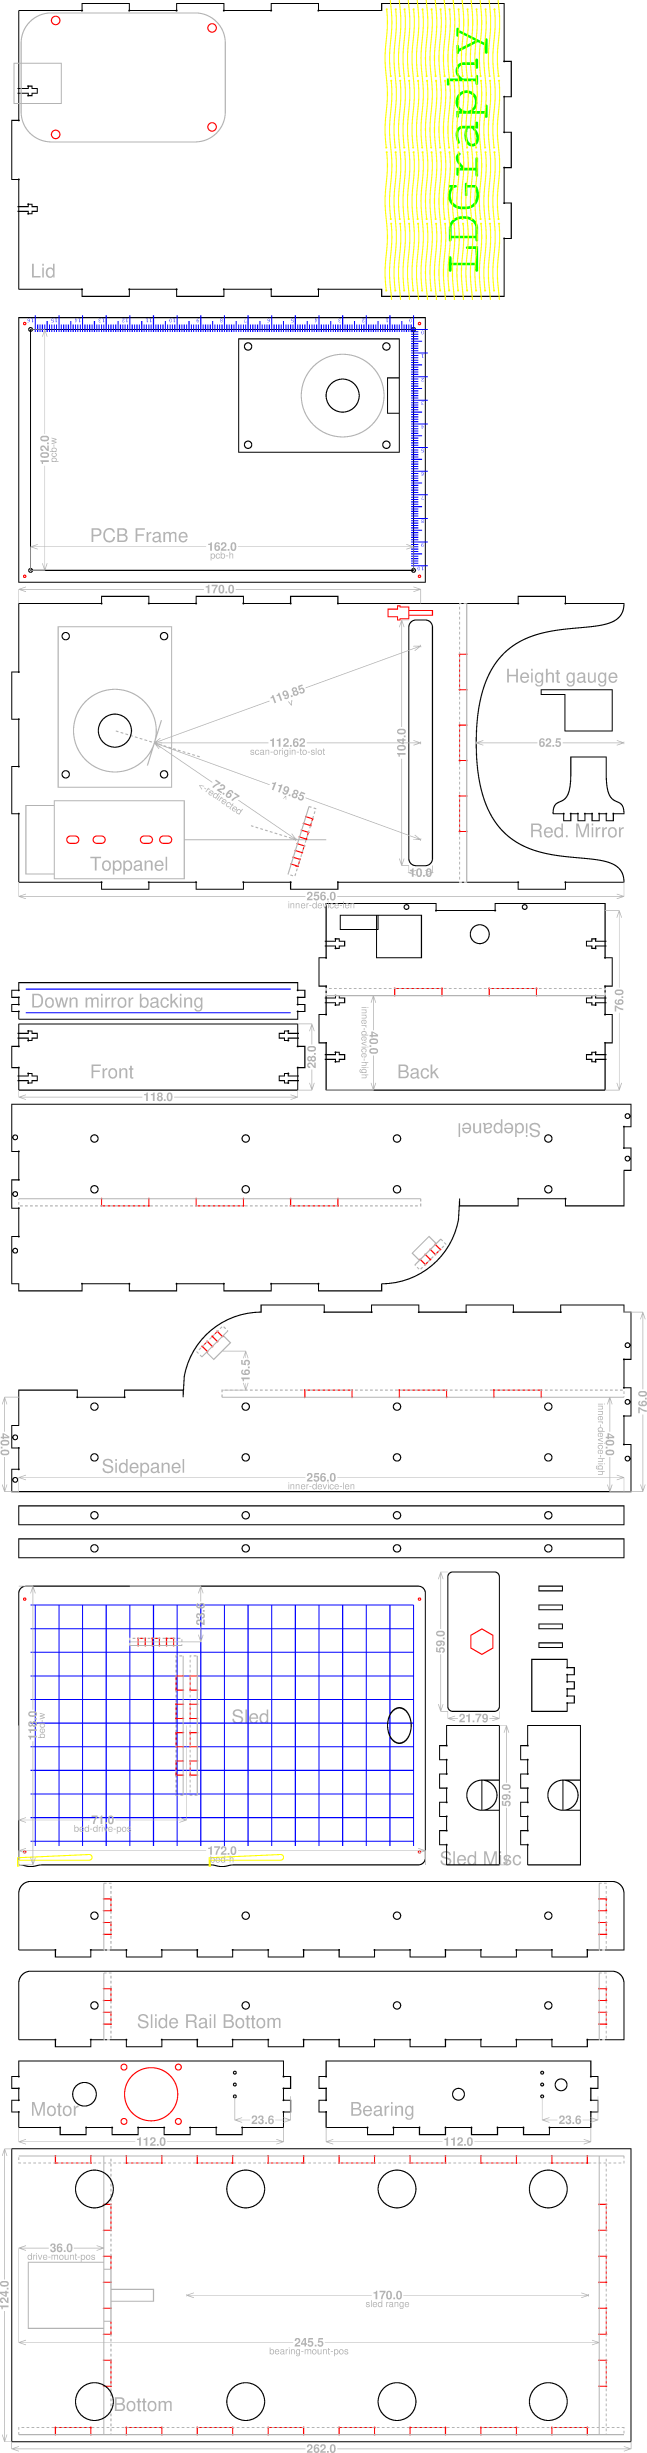 LDGraphy
Lid
102.0
pcb-w
PCB Frame
162.0
pcb-h
170.0
119.85
Height gauge
112.62
scan-origin-to-slot
104.0
62.5
72.67
<-redirected
119.85
Red. Mirror
Toppanel
10.0
256.0
inner-device-len
Down mirror backing
76.0
40.0
inner-device-high
28.0
Front
Back
118.0
Sidepanel
16.5
76.0
40.0
40.0
inner-device-high
Sidepanel
256.0
inner-device-len
59.0
118.0
bed-w
Sled
21.79
59.0
71.0
bed-drive-pos
172.0
Sled Misc
Slide Rail Bottom
Motor
23.6
Bearing
23.6
112.0
112.0
36.0
drive-mount-pos
124.0
170.0
sled range
245.5
bearing-mount-pos
Bottom
262.0